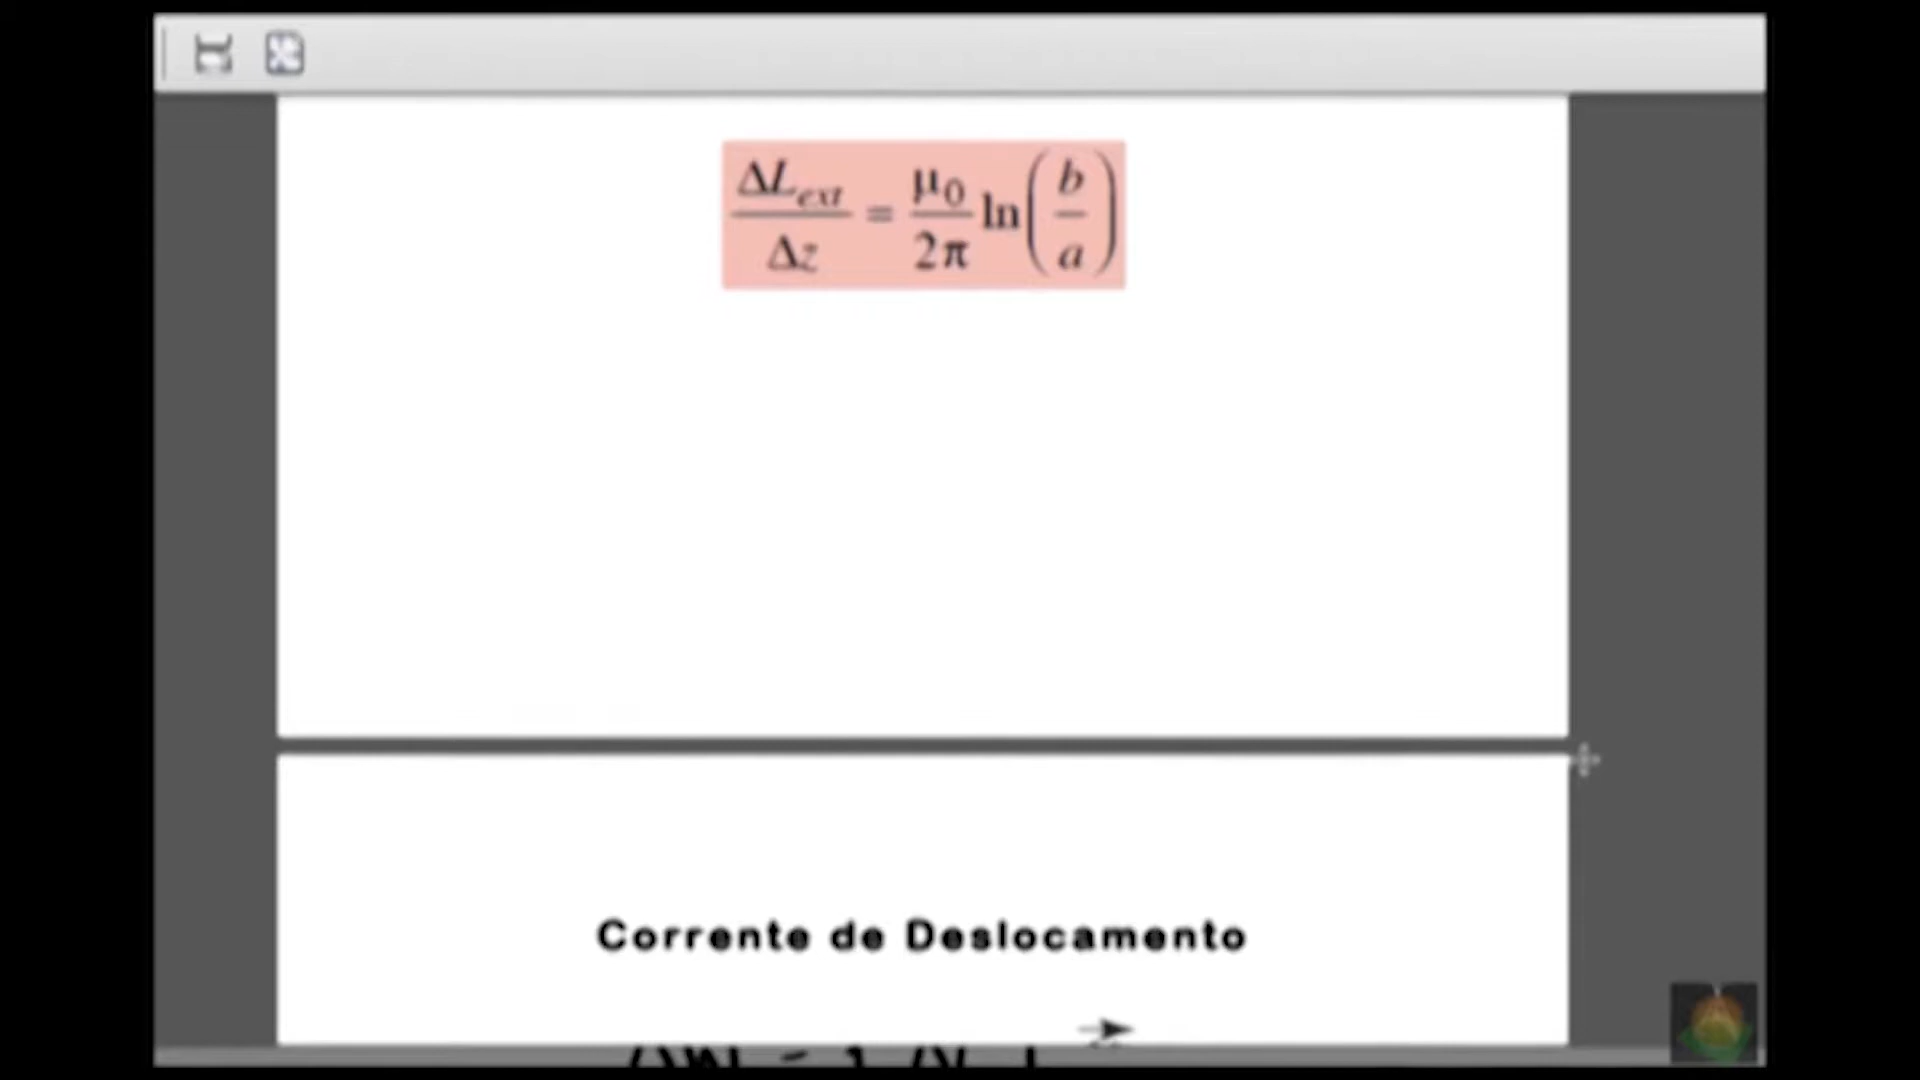 ΔL_ext/Δz = μ₀/2π ln(b/a)
Corrente de Deslocamento